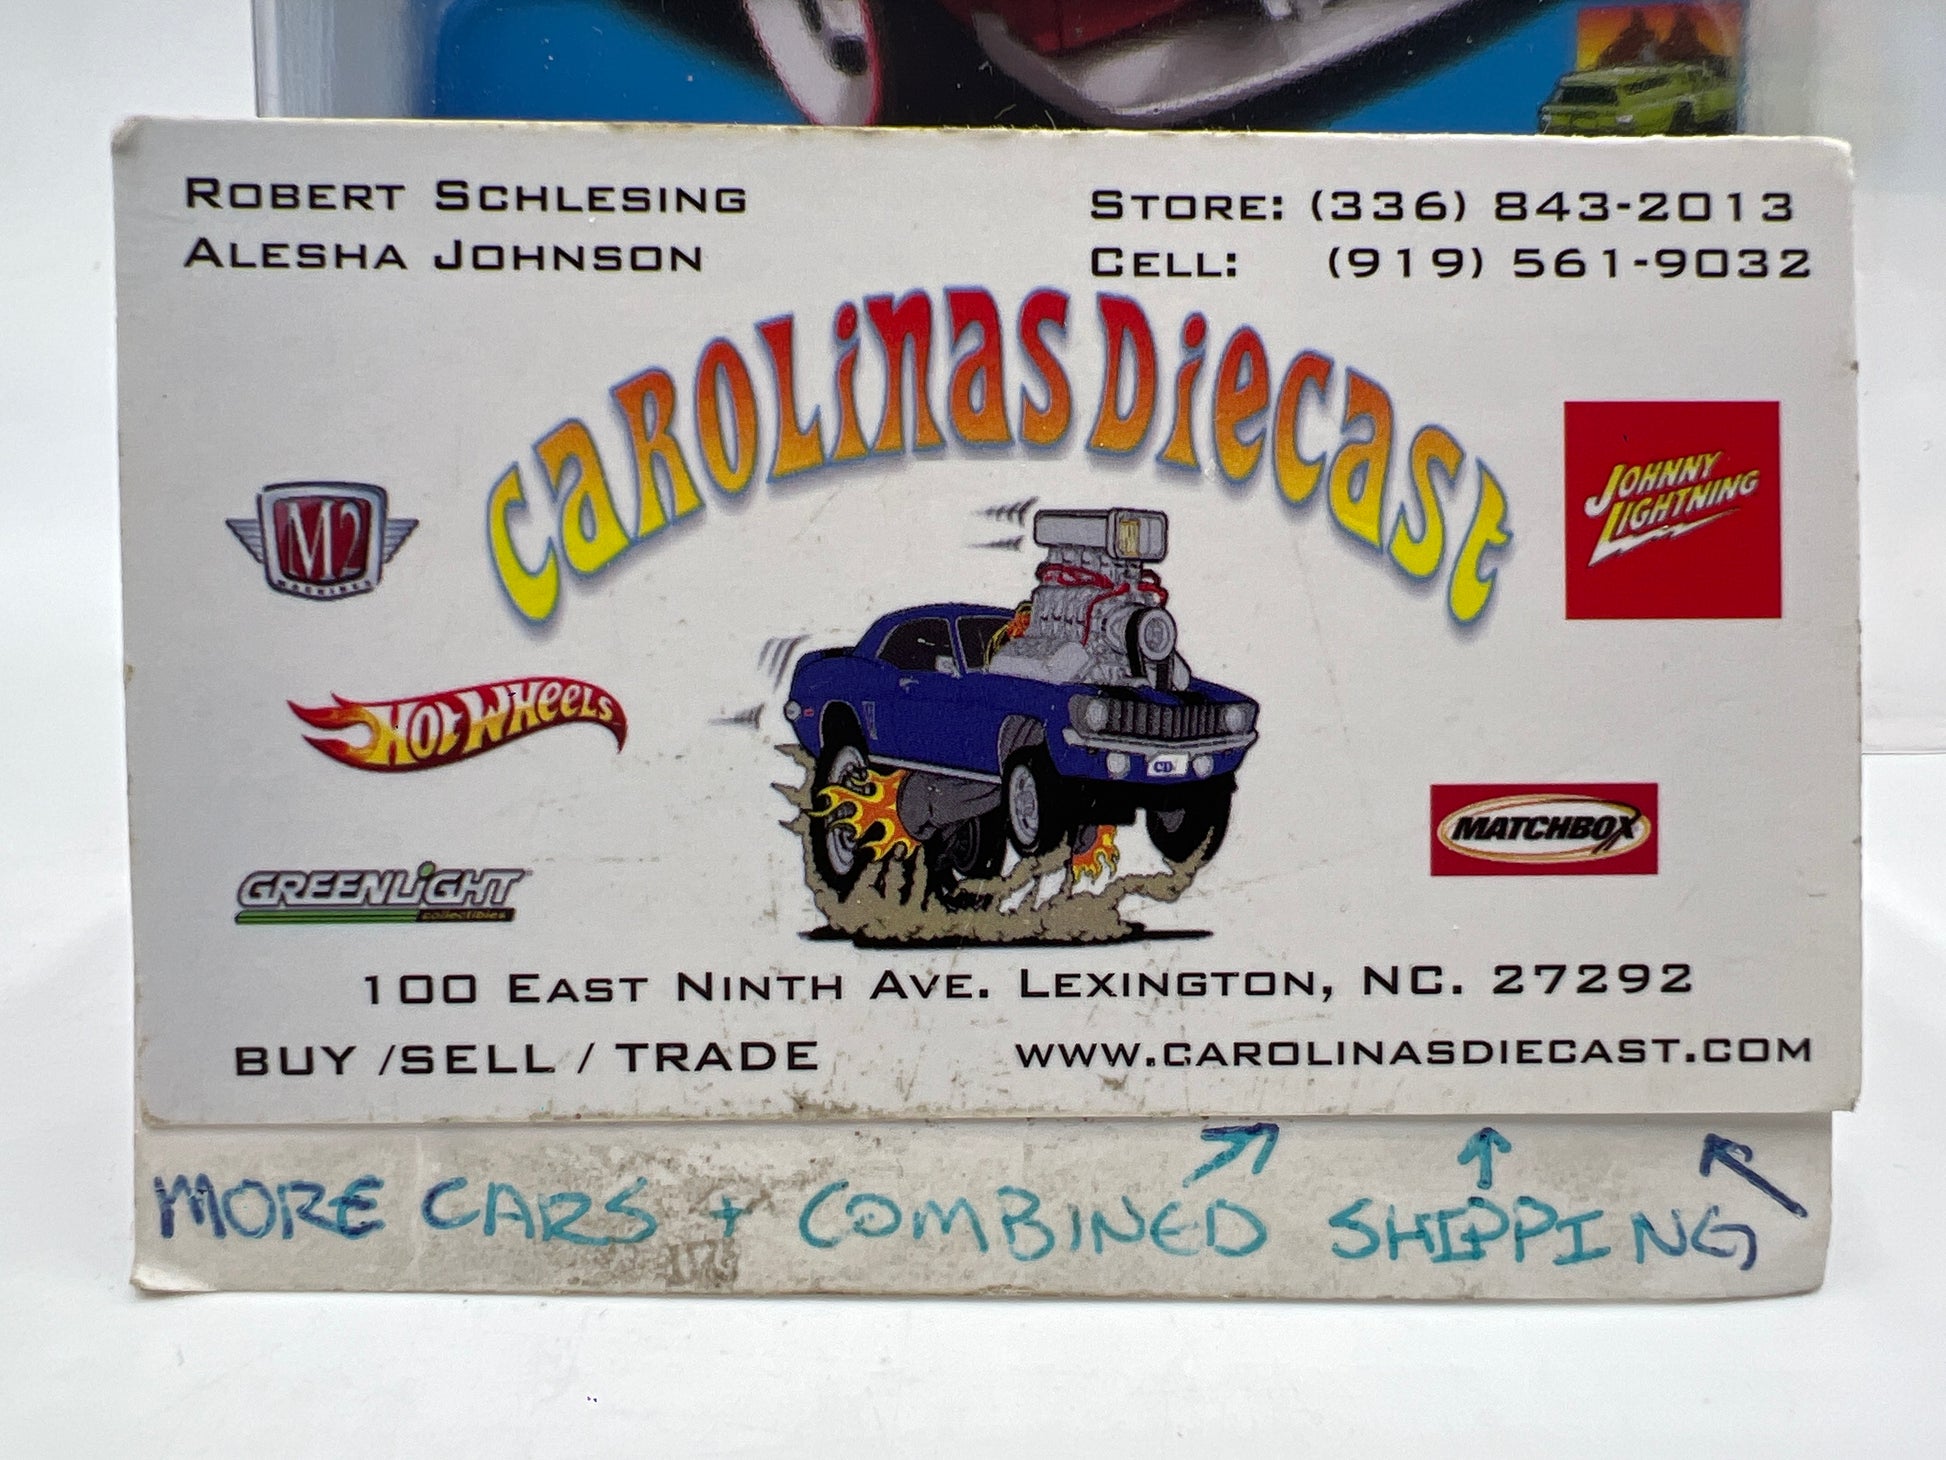 ROBERT SCHLESING
ALESHA JOHNSON
STORE: (336) 843-2013
CELL: (919) 561-9032
CAROLINAS DIECAST
M2
MACHINES
JOHNNY
LIGHTNING
HOT WHEELS
CD
MATCHBOX
GREENLIGHT
collectibles
100 EAST NINTH AVE. LEXINGTON, NC. 27292
BUY /SELL / TRADE
WWW.CAROLINASDIECAST.COM
MORE CARS + COMBINED SHIPPING